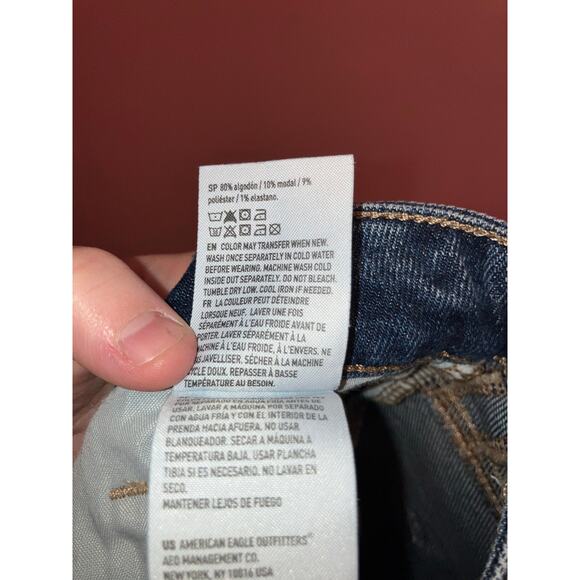 SP 80% algodón / 10% modal / 9%
poliéster / 1% elastano.
EN COLOR MAY TRANSFER WHEN NEW.
WASH ONCE SEPARATELY IN COLD WATER
BEFORE WEARING. MACHINE WASH COLD
INSIDE OUT SEPARATELY. DO NOT BLEACH.
TUMBLE DRY LOW. COOL IRON IF NEEDED.
FR LA COULEUR PEUT DÉTEINDRE
LORSQUE NEUF. LAVER UNE FOIS
SÉPARÉMENT À L'EAU FROIDE AVANT DE
PORTER. LAVER À LA MACHINE
SÉPARÉMENT À L'EAU FROIDE, À L'ENVERS. NE
JAVELLISER. SÉCHER À LA MACHINE
CYCLE DOUX. REPASSER À BASSE
TEMPÉRATURE AU BESOIN.
USAR. LAVAR A MÁQUINA POR SEPARADO
CON AGUA FRÍA Y CON EL INTERIOR DE LA
PRENDA HACIA AFUERA. NO USAR
BLANQUEADOR. SECAR A MÁQUINA A
TEMPERATURA BAJA. USAR PLANCHA
TIBIA SI ES NECESARIO. NO LAVAR EN
SECO.
MANTENER LEJOS DE FUEGO
US AMERICAN EAGLE OUTFITTERS®
AEO MANAGEMENT CO.
NEW YORK, NY 10016 USA